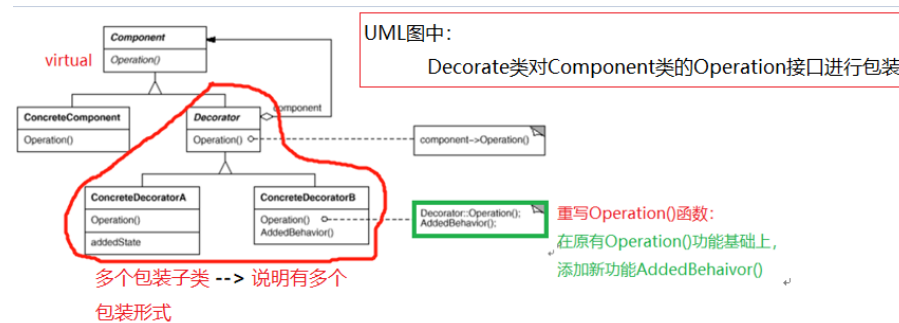 UML图中:
Decorate类对Component类的Operation接口进行包装
Component
virtual
Operation()
component
ConcreteComponent
Operation()
Decorator
Operation()
component->Operation()
ConcreteDecoratorA
Operation()
addedState
ConcreteDecoratorB
Operation()
AddedBehavior()
Decorator::Operation();
AddedBehavior();
重写Operation()函数:
在原有Operation()功能基础上,
添加新功能AddedBehaivor()
多个包装子类 --> 说明有多个
包装形式